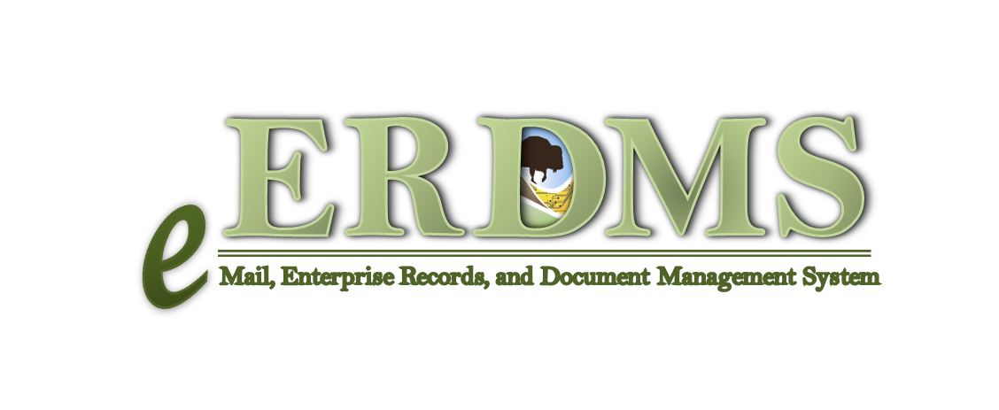 eERDMS
Mail, Enterprise Records, and Document Management System